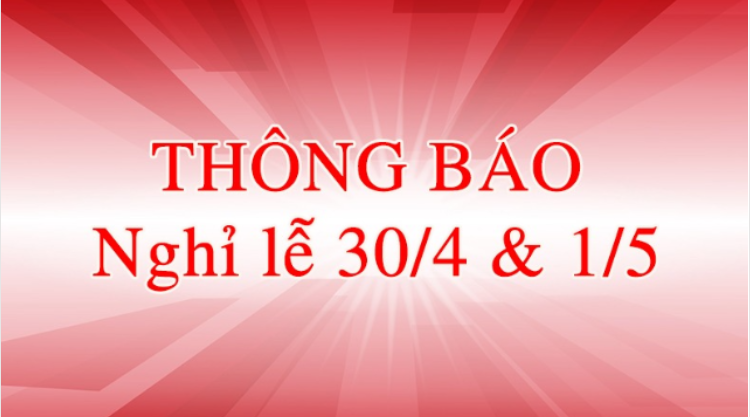 THÔNG BÁO
Nghỉ lễ 30/4 & 1/5